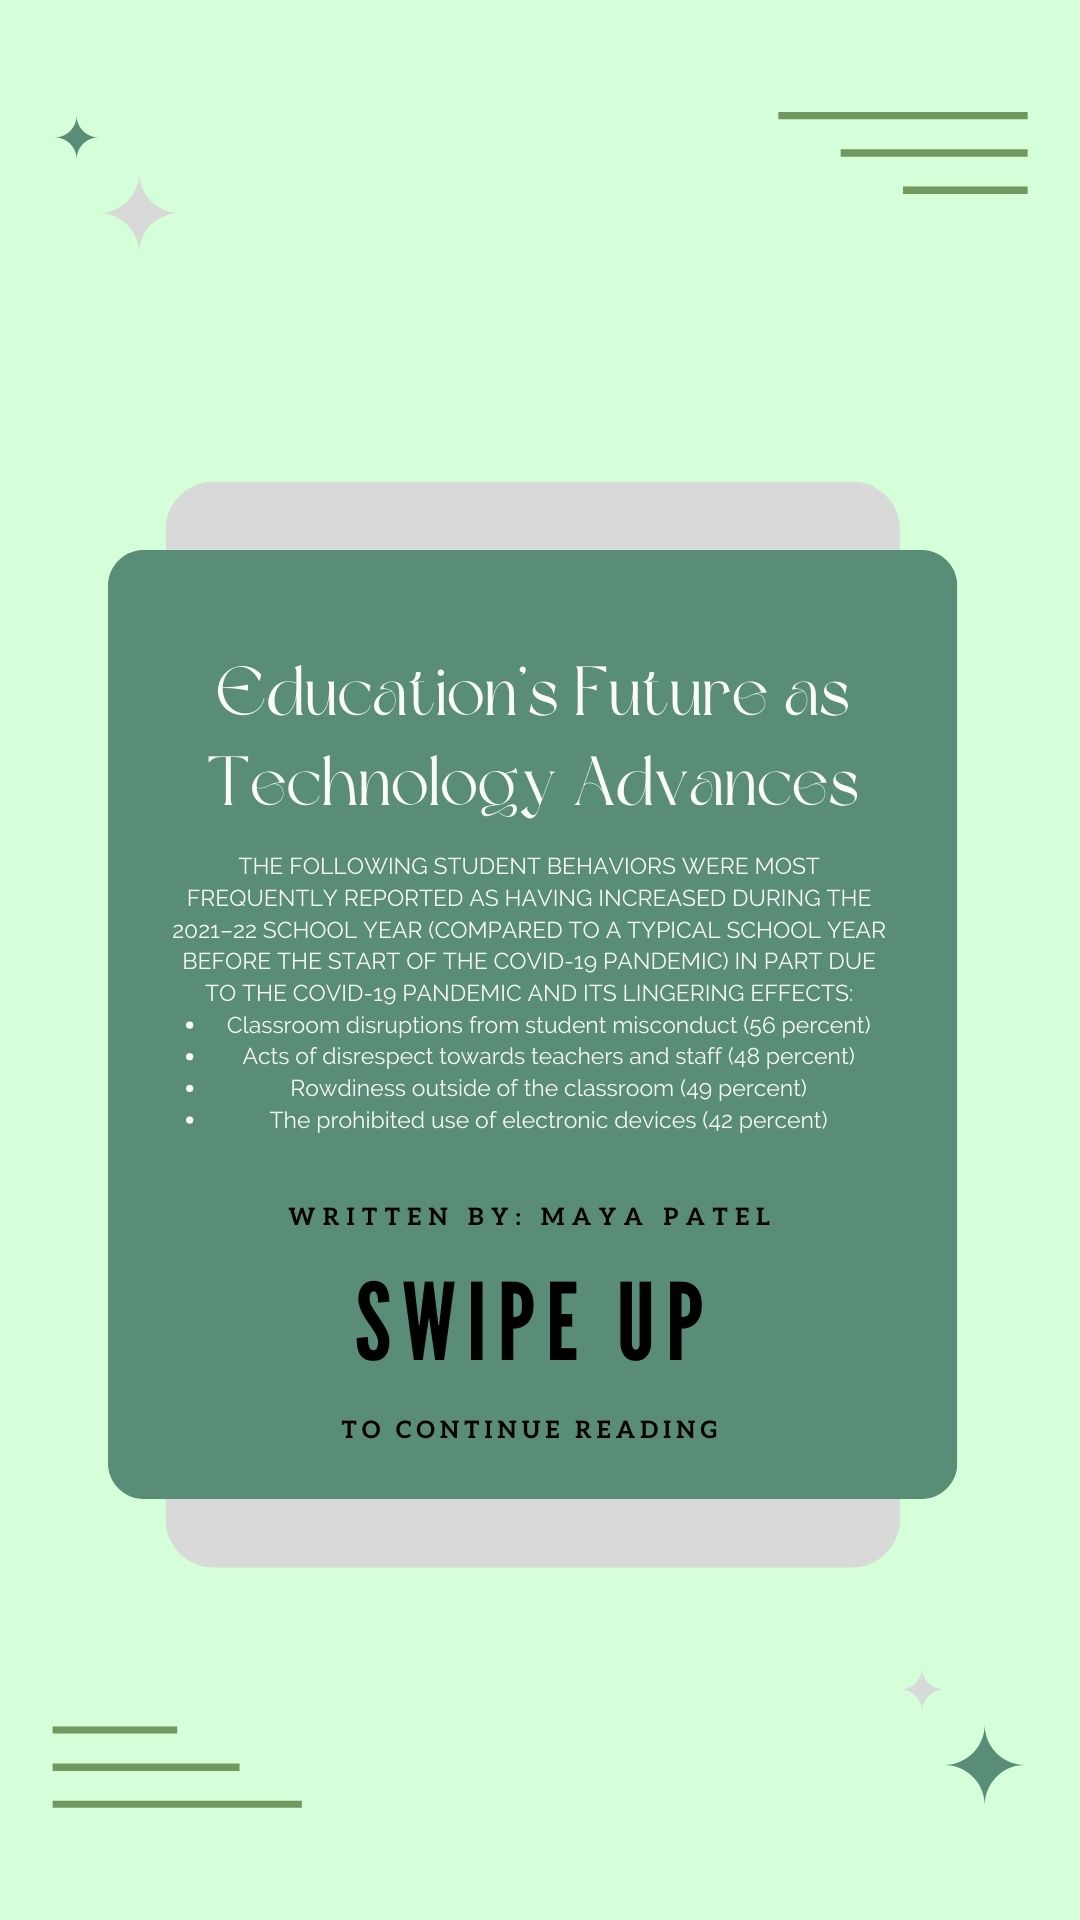 Education's Future as
Technology Advances
THE FOLLOWING STUDENT BEHAVIORS WERE MOST
FREQUENTLY REPORTED AS HAVING INCREASED DURING THE
2021–22 SCHOOL YEAR (COMPARED TO A TYPICAL SCHOOL YEAR
BEFORE THE START OF THE COVID-19 PANDEMIC) IN PART DUE
TO THE COVID-19 PANDEMIC AND ITS LINGERING EFFECTS:
• Classroom disruptions from student misconduct (56 percent)
• Acts of disrespect towards teachers and staff (48 percent)
• Rowdiness outside of the classroom (49 percent)
• The prohibited use of electronic devices (42 percent)
WRITTEN BY: MAYA PATEL
SWIPE UP
TO CONTINUE READING